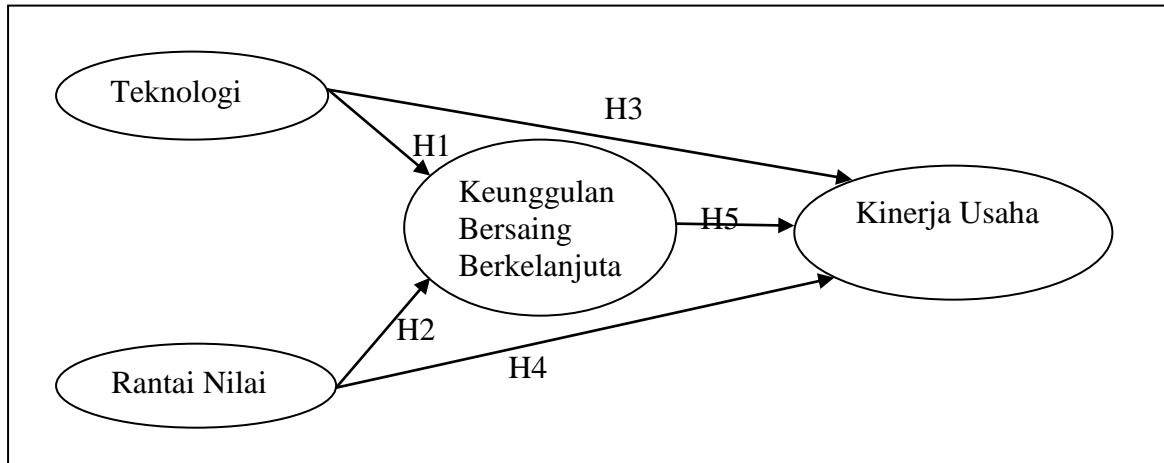 Teknologi
H3
H1
Keunggulan
Bersaing
Berkelanjuta
H5
Kinerja Usaha
H2
H4
Rantai Nilai